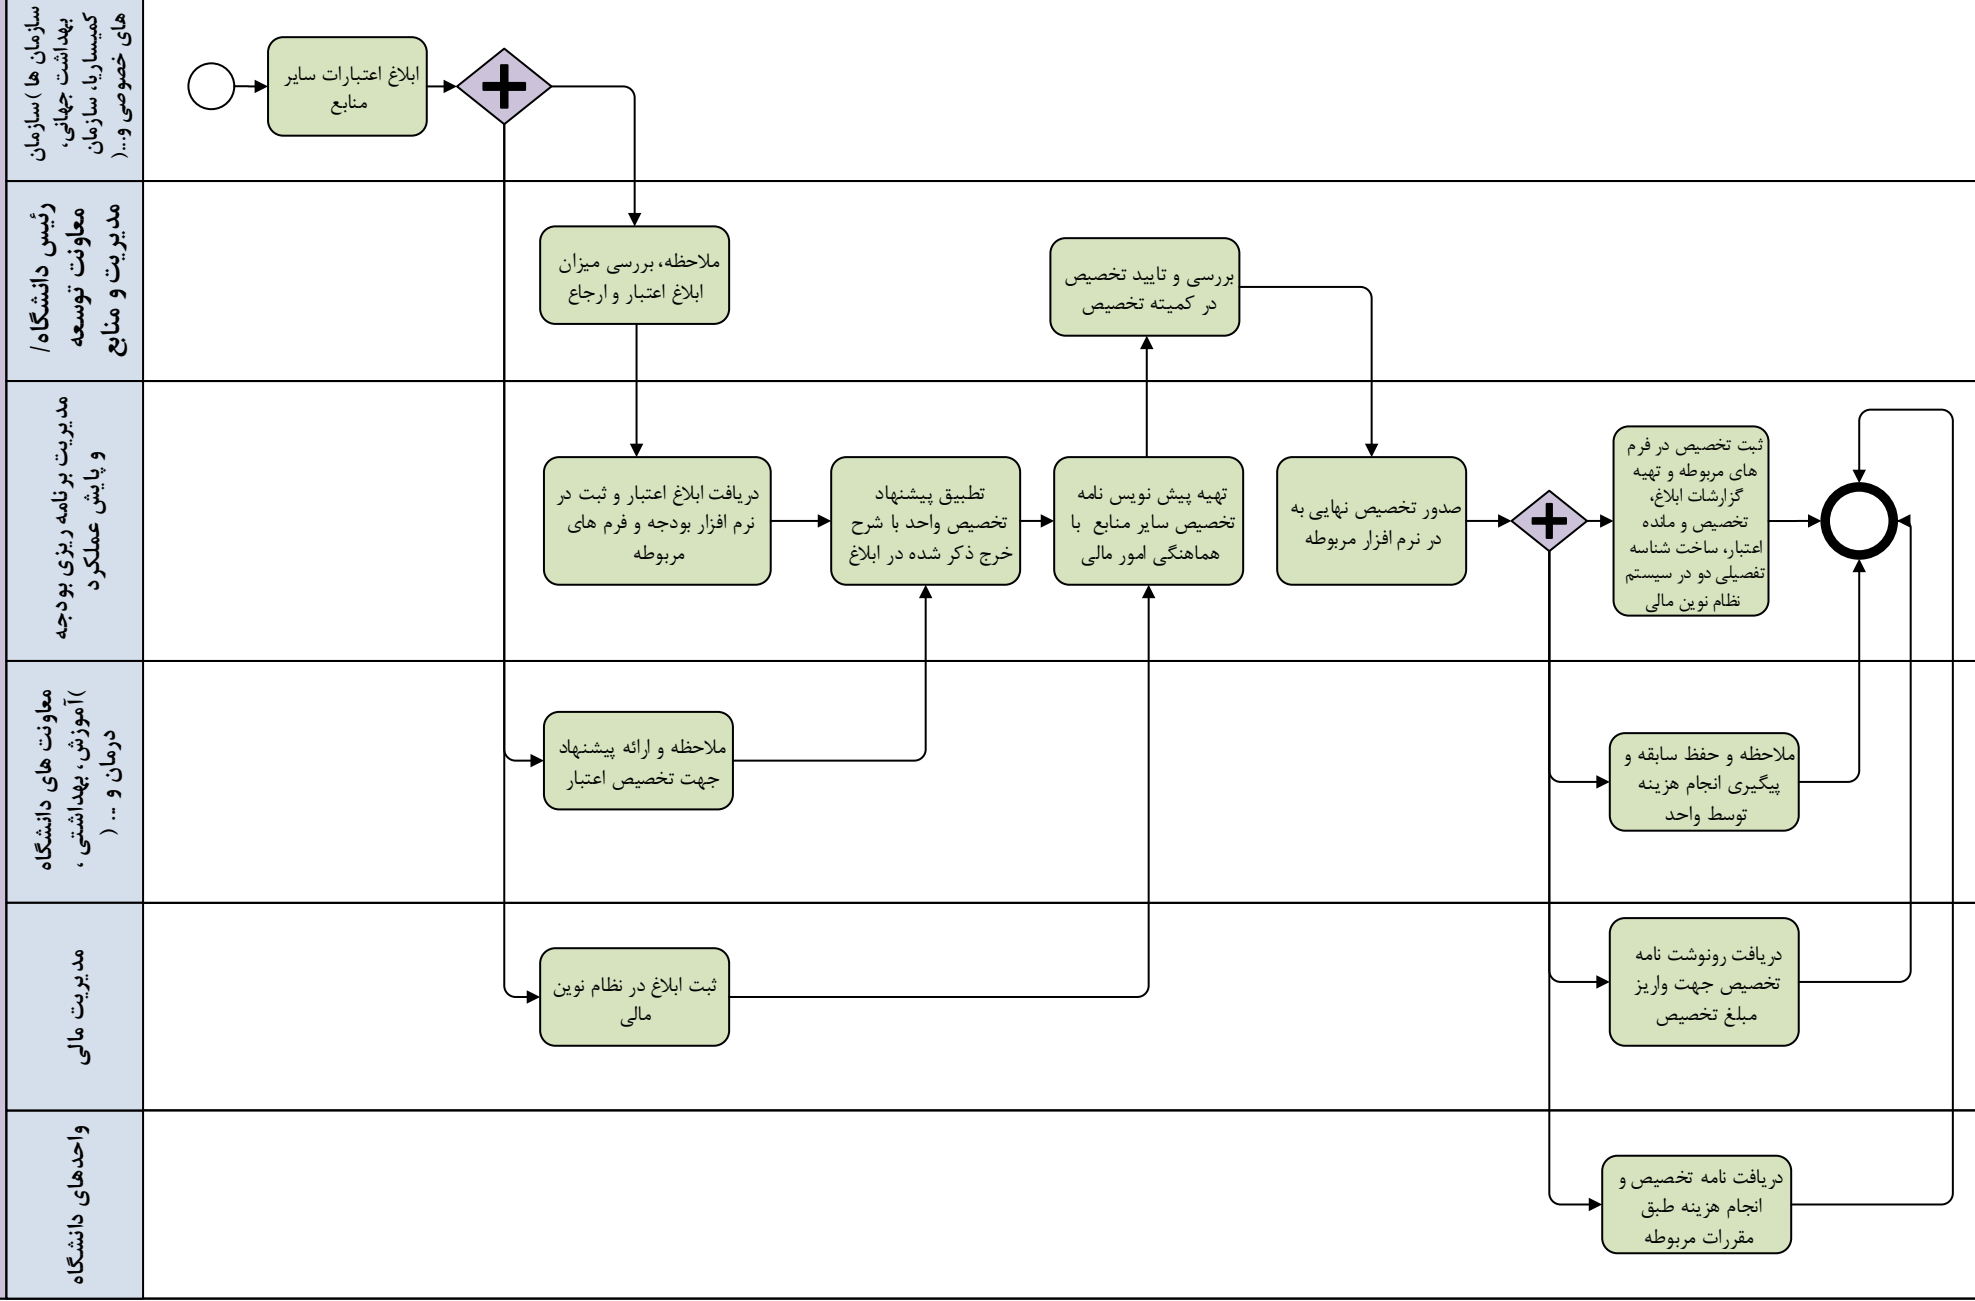 سازمان ها )سازمان
بهداشت جهانی،
کمیساریا، سازمان
های خصوصی و...(
ابلاغ اعتبارات سایر
منابع
رئیس دانشگاه/
معاونت توسعه
مدیریت و منابع
ملاحظه، بررسی میزان
ابلاغ اعتبار و ارجاع
بررسی و تایید تخصیص
در کمیته تخصیص
مدیریت برنامه ریزی بودجه
و پایش عملکرد
دریافت ابلاغ اعتبار و ثبت در
نرم افزار بودجه و فرم های
مربوطه
تطبیق پیشنهاد
تخصیص واحد با شرح
خرج ذکر شده در ابلاغ
تهیه پیش نویس نامه
تخصیص سایر منابع با
هماهنگی امور مالی
صدور تخصیص نهایی به
در نرم افزار مربوطه
ثبت تخصیص در فرم
های مربوطه و تهیه
گزارشات ابلاغ،
تخصیص و مانده
اعتبار، ساخت شناسه
تفصیلی دو در سیستم
نظام نوین مالی
معاونت های دانشگاه
)آموزش، بهداشتی ،
درمان و ... (
ملاحظه و ارائه پیشنهاد
جهت تخصیص اعتبار
ملاحظه و حفظ سابقه و
پیگیری انجام هزینه
توسط واحد
مدیریت مالی
ثبت ابلاغ در نظام نوین
مالی
دریافت رونوشت نامه
تخصیص جهت واریز
مبلغ تخصیص
واحدهای دانشگاه
دریافت نامه تخصیص و
انجام هزینه طبق
مقررات مربوطه